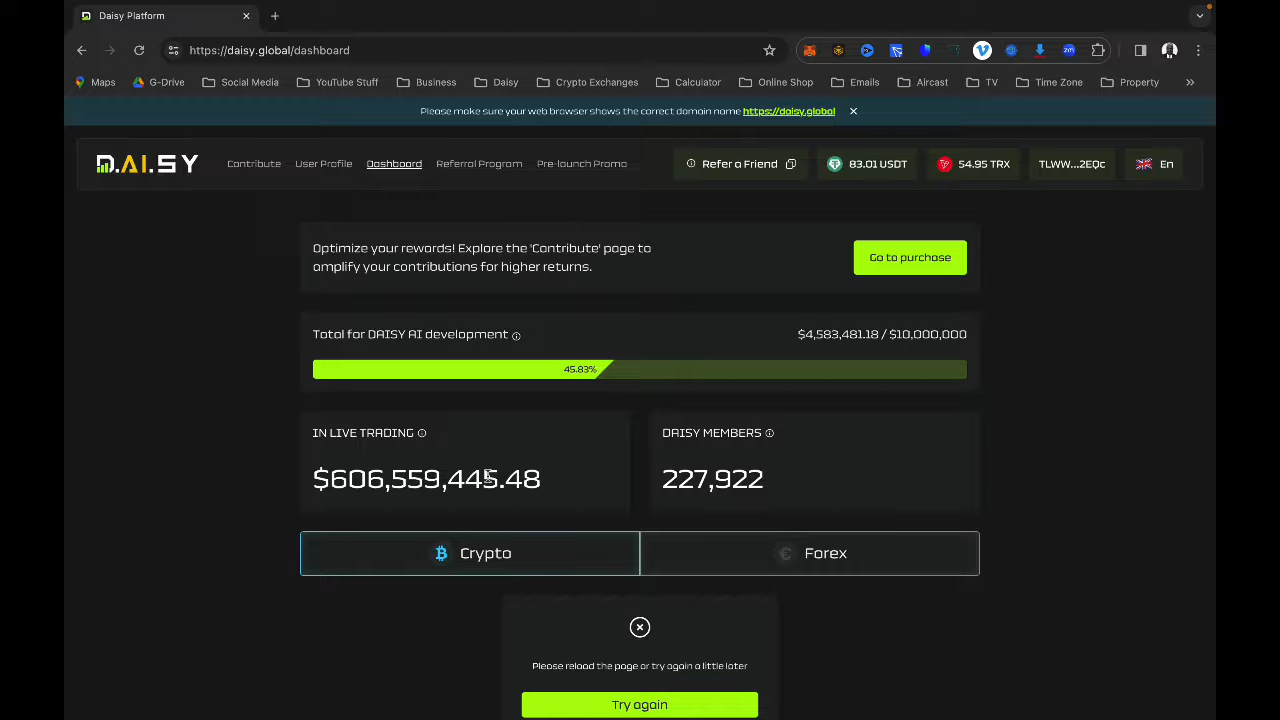 Daisy Platform
https://daisy.global/dashboard
Maps G-Drive Social Media YouTube Stuff Business Daisy Crypto Exchanges Calculator Online Shop Emails Aircast TV Time Zone Property
Please make sure your web browser shows the correct domain name https://daisy.global
D.AI.SY Contribute User Profile Dashboard Referral Program Pre-launch Promo Refer a Friend 83.01 USDT 54.95 TRX TLWW...2EQc En
Optimize your rewards! Explore the 'Contribute' page to
amplify your contributions for higher returns.
Go to purchase
Total for DAISY AI development $4,583,481.18 / $10,000,000
45.83%
IN LIVE TRADING DAISY MEMBERS
$606,559,445.48 227,922
Crypto Forex
Please reload the page or try again a little later
Try again